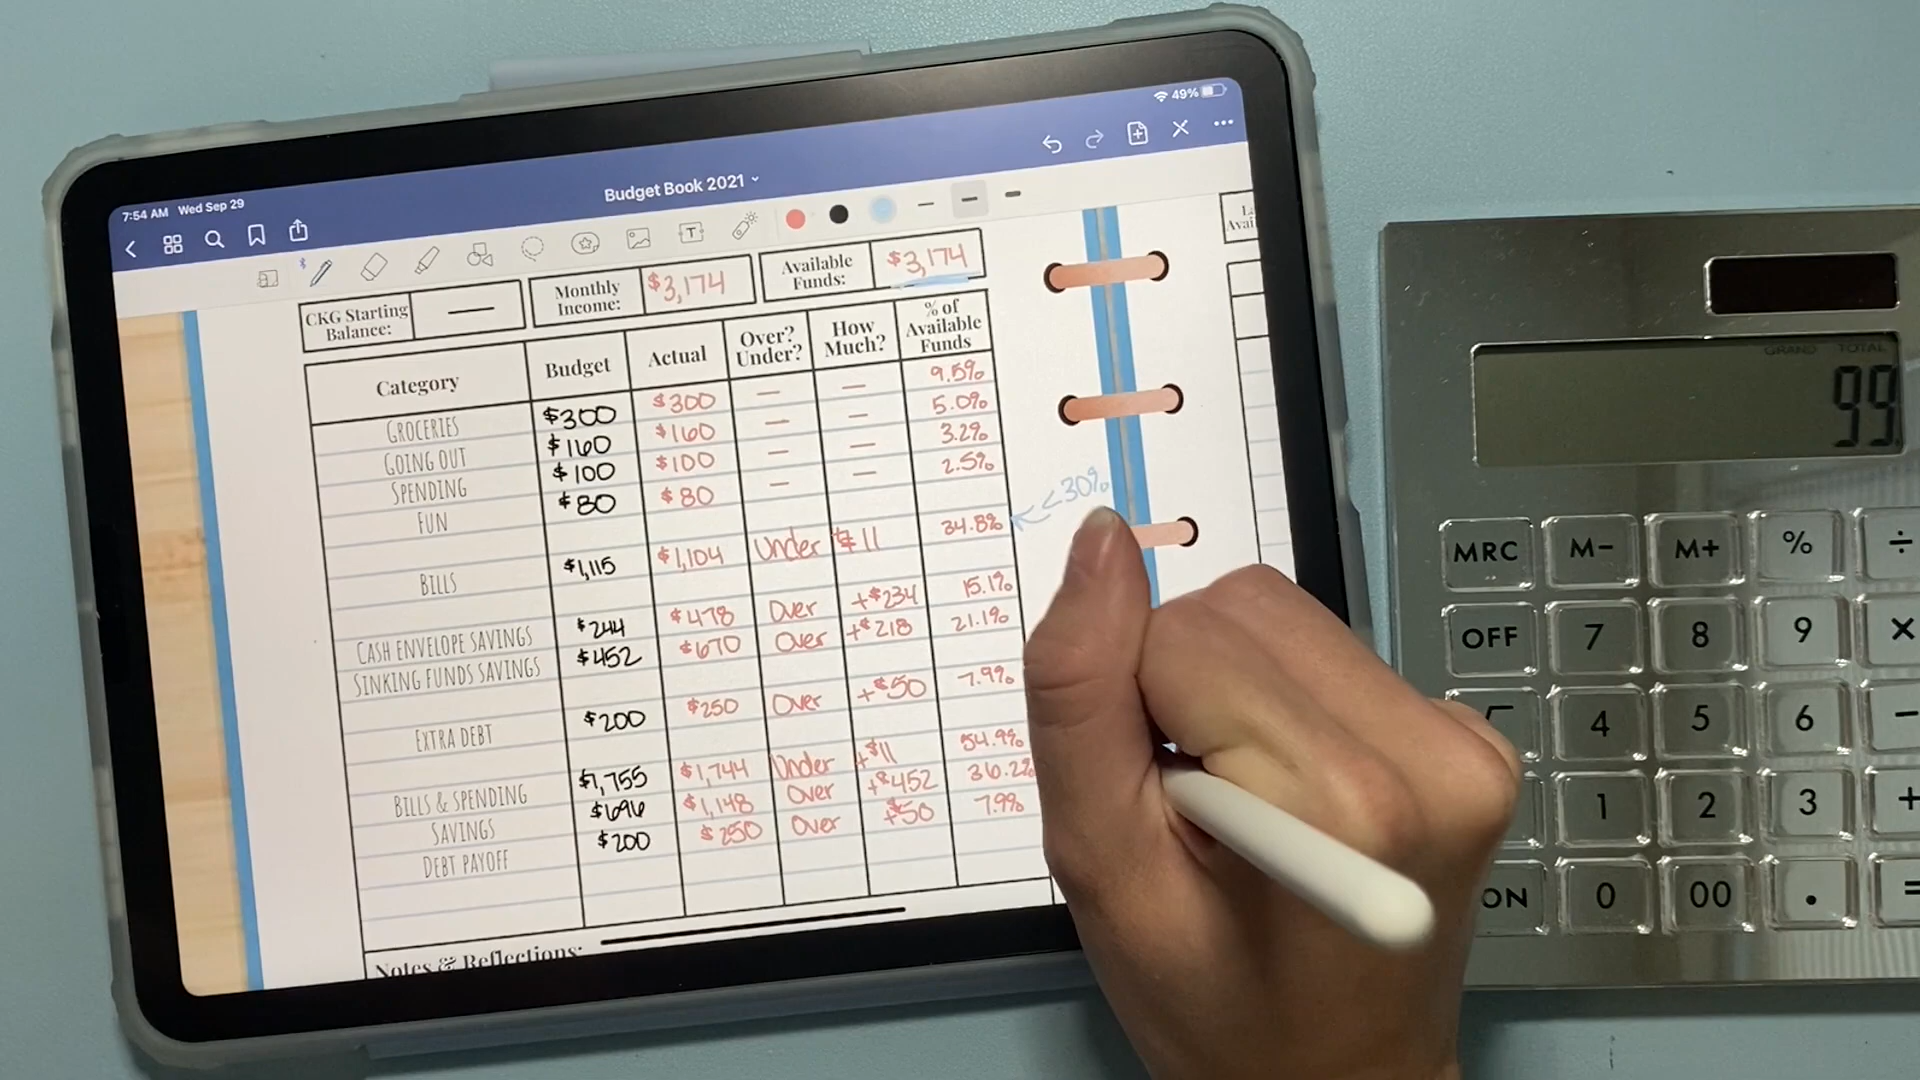 7:54 AM Wed Sep 29
49%
Budget Book 2021
CKG Starting Balance: — Monthly Income: $3,174 Available Funds: $3,174
Category Budget Actual Over? Under? How Much? % of Available Funds
GROCERIES $300 $300 — — 9.5%
GOING OUT $160 $160 — — 5.0%
SPENDING $100 $100 — — 3.2%
FUN $80 $80 — — 2.5%
BILLS $1,115 $1,104 Under $11 34.8% <30%
CASH ENVELOPE SAVINGS $244 $478 Over +$234 15.1%
SINKING FUNDS SAVINGS $452 $670 Over +$218 21.1%
EXTRA DEBT $200 $250 Over +$50 7.9%
BILLS & SPENDING $1,755 $1,744 Under +$11 54.9%
SAVINGS $696 $1,148 Over +$452 36.2%
DEBT PAYOFF $200 $250 Over +$50 7.9%
Notes & Reflections:
GRAND TOTAL
99
MRC M− M+ % ÷
OFF 7 8 9 ×
√ 4 5 6 −
1 2 3 +
ON 0 00 . =